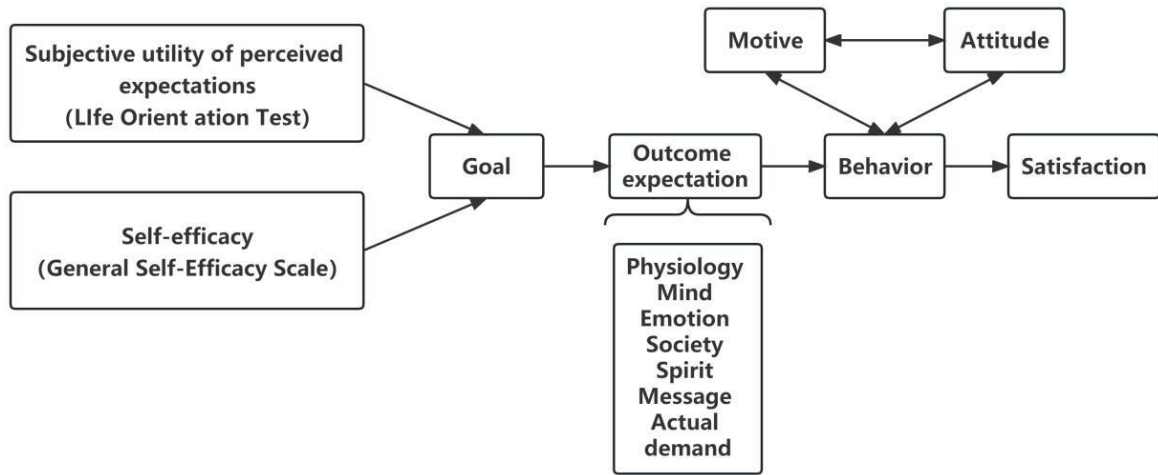 Subjective utility of perceived
expectations
(LIfe Orient ation Test)
Self-efficacy
(General Self-Efficacy Scale)
Goal
Outcome
expectation
Physiology
Mind
Emotion
Society
Spirit
Message
Actual
demand
Motive
Attitude
Behavior
Satisfaction